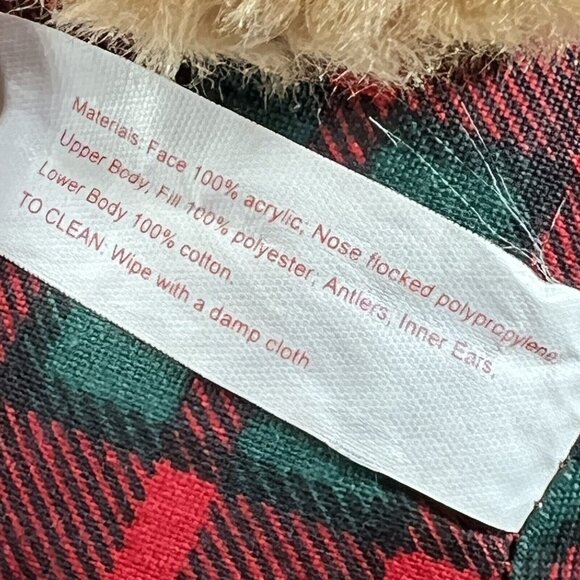 Materials: Face 100% acrylic, Nose flocked polypropylene,
Upper Body, Fill 100% polyester, Antlers, Inner Ears,
Lower Body 100% cotton.
TO CLEAN: Wipe with a damp cloth